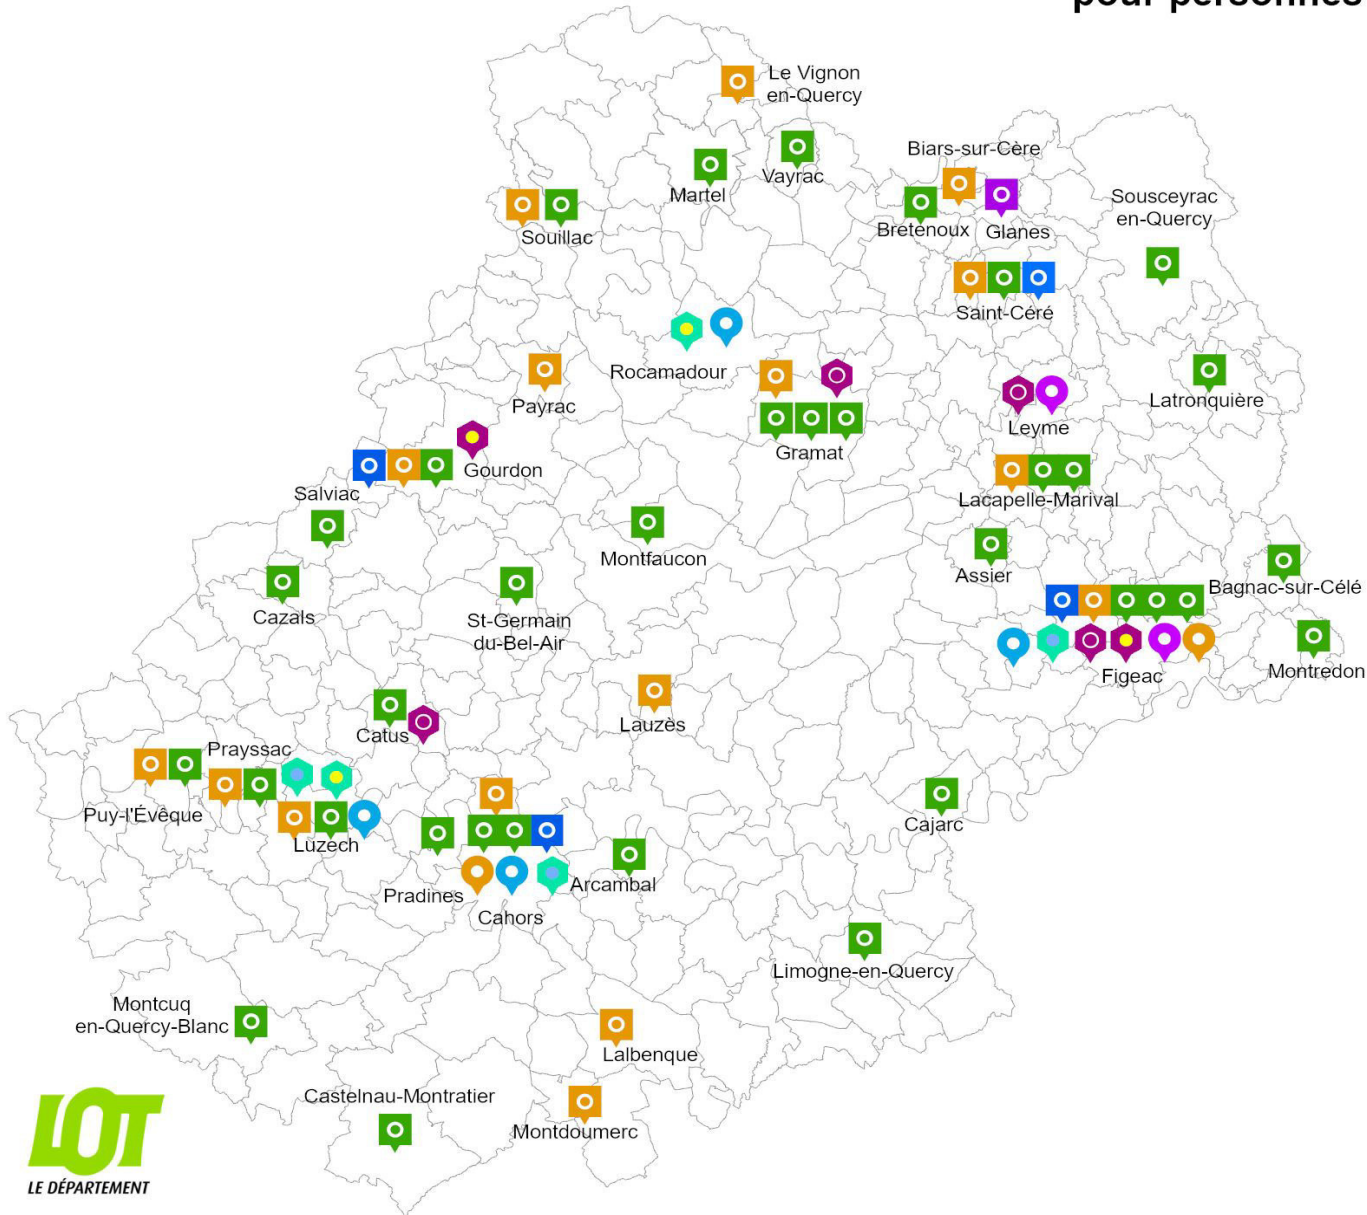 pour personnes
Le Vignon
en-Quercy
Vayrac
Martel
Biars-sur-Cère
Bretenoux
Glanes
Sousceyrac
en-Quercy
Souillac
Saint-Céré
Rocamadour
Payrac
Gramat
Leyme
Latronquière
Gourdon
Salviac
Lacapelle-Marival
Montfaucon
Assier
Bagnac-sur-Célé
Cazals
St-Germain
du-Bel-Air
Figeac
Montredon
Lauzès
Catus
Prayssac
Puy-l'Évêque
Luzech
Cajarc
Pradines
Arcambal
Cahors
Limogne-en-Quercy
Montcuq
en-Quercy-Blanc
Lalbenque
Castelnau-Montratier
Montdoumerc
LOT
LE DÉPARTEMENT